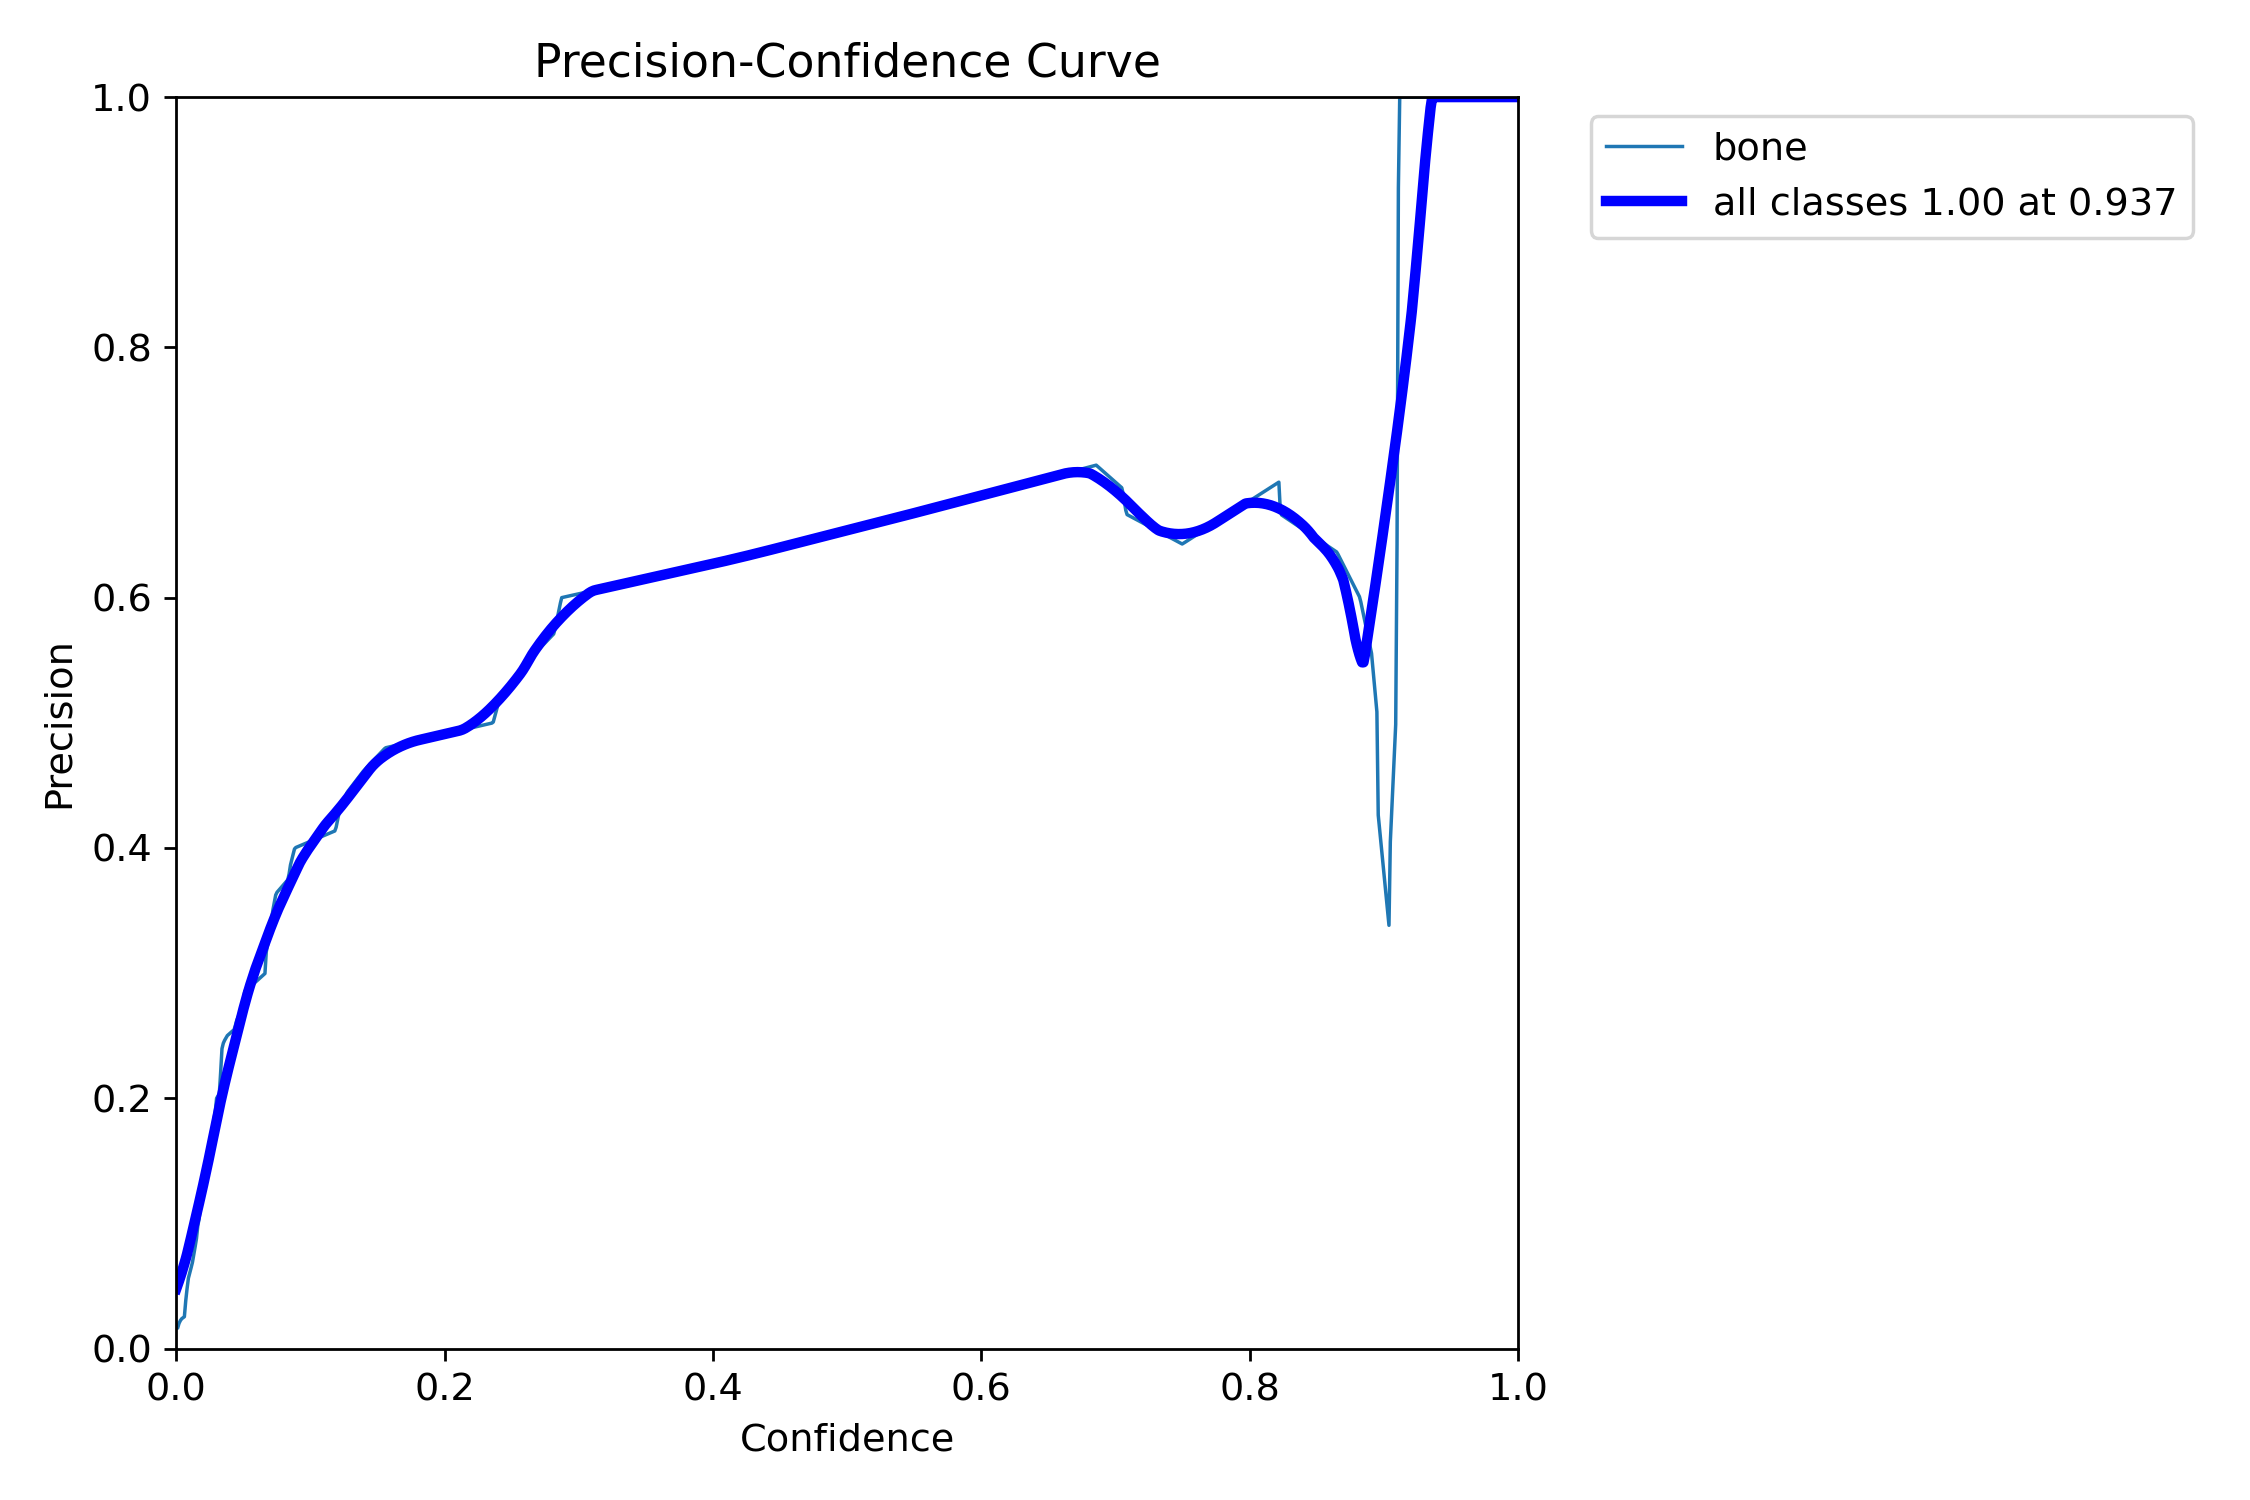 Precision-Confidence Curve
bone
all classes 1.00 at 0.937
Precision
1.0
0.8
0.6
0.4
0.2
0.0
0.0 0.2 0.4 0.6 0.8 1.0
Confidence